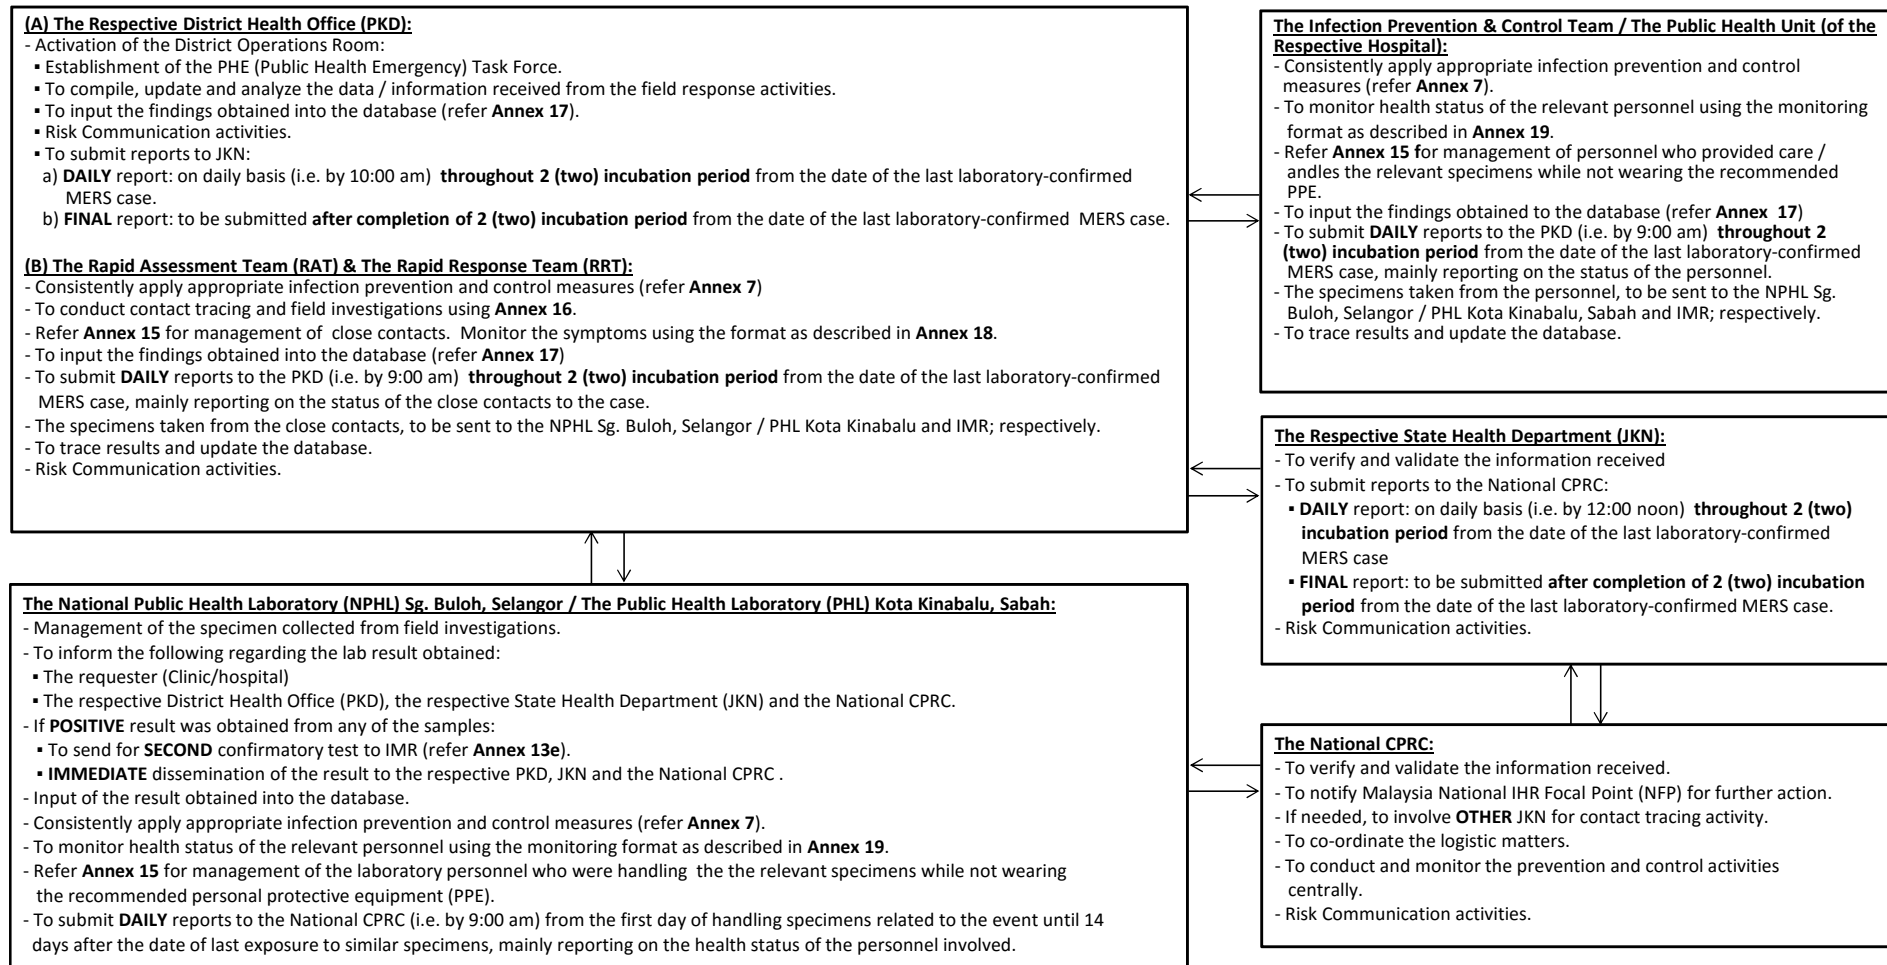 (A) The Respective District Health Office (PKD):
- Activation of the District Operations Room:
▪ Establishment of the PHE (Public Health Emergency) Task Force.
▪ To compile, update and analyze the data / information received from the field response activities.
▪ To input the findings obtained into the database (refer Annex 17).
▪ Risk Communication activities.
▪ To submit reports to JKN:
a) DAILY report: on daily basis (i.e. by 10:00 am) throughout 2 (two) incubation period from the date of the last laboratory-confirmed
MERS case.
b) FINAL report: to be submitted after completion of 2 (two) incubation period from the date of the last laboratory-confirmed MERS case.
(B) The Rapid Assessment Team (RAT) & The Rapid Response Team (RRT):
- Consistently apply appropriate infection prevention and control measures (refer Annex 7)
- To conduct contact tracing and field investigations using Annex 16.
- Refer Annex 15 for management of close contacts. Monitor the symptoms using the format as described in Annex 18.
- To input the findings obtained into the database (refer Annex 17)
- To submit DAILY reports to the PKD (i.e. by 9:00 am) throughout 2 (two) incubation period from the date of the last laboratory-confirmed
MERS case, mainly reporting on the status of the close contacts to the case.
- The specimens taken from the close contacts, to be sent to the NPHL Sg. Buloh, Selangor / PHL Kota Kinabalu and IMR; respectively.
- To trace results and update the database.
- Risk Communication activities.
The Infection Prevention & Control Team / The Public Health Unit (of the
Respective Hospital):
- Consistently apply appropriate infection prevention and control
measures (refer Annex 7).
- To monitor health status of the relevant personnel using the monitoring
format as described in Annex 19.
- Refer Annex 15 for management of personnel who provided care /
andles the relevant specimens while not wearing the recommended
PPE.
- To input the findings obtained to the database (refer Annex 17)
- To submit DAILY reports to the PKD (i.e. by 9:00 am) throughout 2
(two) incubation period from the date of the last laboratory-confirmed
MERS case, mainly reporting on the status of the personnel.
- The specimens taken from the personnel, to be sent to the NPHL Sg.
Buloh, Selangor / PHL Kota Kinabalu, Sabah and IMR; respectively.
- To trace results and update the database.
The Respective State Health Department (JKN):
- To verify and validate the information received
- To submit reports to the National CPRC:
▪ DAILY report: on daily basis (i.e. by 12:00 noon) throughout 2 (two)
incubation period from the date of the last laboratory-confirmed
MERS case
▪ FINAL report: to be submitted after completion of 2 (two) incubation
period from the date of the last laboratory-confirmed MERS case.
- Risk Communication activities.
The National Public Health Laboratory (NPHL) Sg. Buloh, Selangor / The Public Health Laboratory (PHL) Kota Kinabalu, Sabah:
- Management of the specimen collected from field investigations.
- To inform the following regarding the lab result obtained:
▪ The requester (Clinic/hospital)
▪ The respective District Health Office (PKD), the respective State Health Department (JKN) and the National CPRC.
- If POSITIVE result was obtained from any of the samples:
▪ To send for SECOND confirmatory test to IMR (refer Annex 13e).
▪ IMMEDIATE dissemination of the result to the respective PKD, JKN and the National CPRC .
- Input of the result obtained into the database.
- Consistently apply appropriate infection prevention and control measures (refer Annex 7).
- To monitor health status of the relevant personnel using the monitoring format as described in Annex 19.
- Refer Annex 15 for management of the laboratory personnel who were handling the the relevant specimens while not wearing
the recommended personal protective equipment (PPE).
- To submit DAILY reports to the National CPRC (i.e. by 9:00 am) from the first day of handling specimens related to the event until 14
days after the date of last exposure to similar specimens, mainly reporting on the health status of the personnel involved.
The National CPRC:
- To verify and validate the information received.
- To notify Malaysia National IHR Focal Point (NFP) for further action.
- If needed, to involve OTHER JKN for contact tracing activity.
- To co-ordinate the logistic matters.
- To conduct and monitor the prevention and control activities
centrally.
- Risk Communication activities.